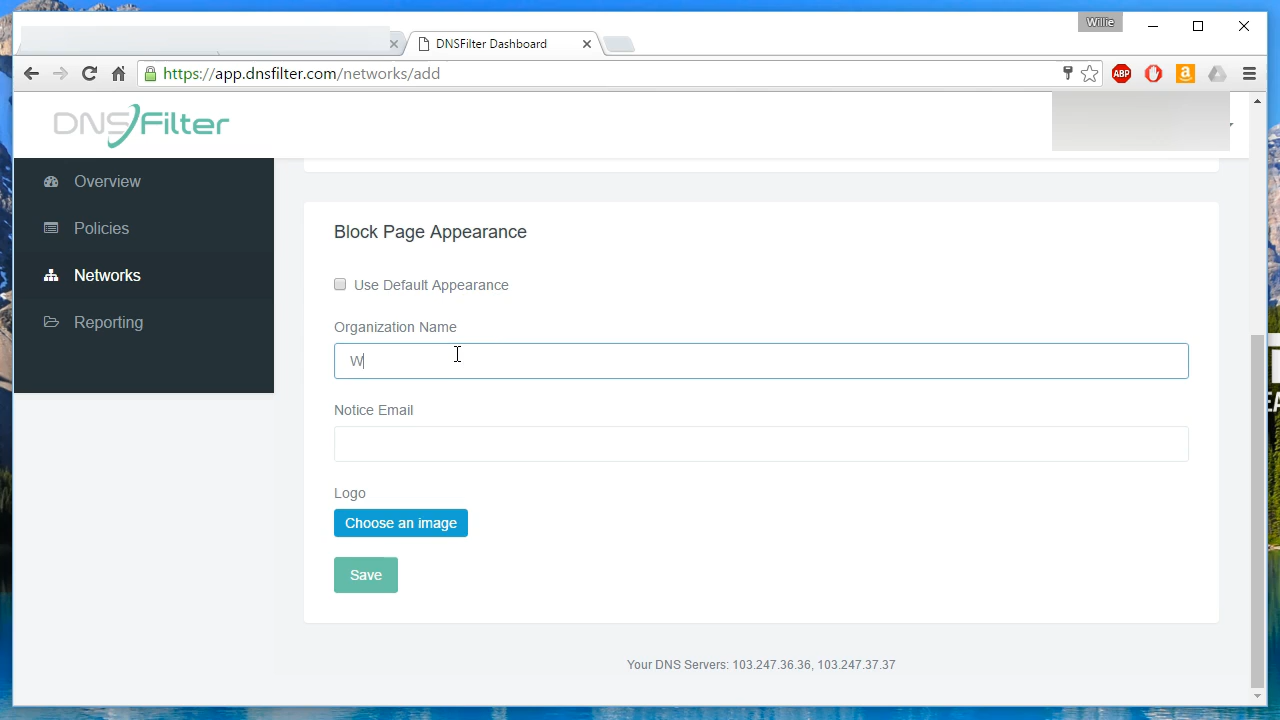 Willie
DNSFilter Dashboard
https://app.dnsfilter.com/networks/add
ABP
a
DNSFilter
Overview
Policies
Networks
Reporting
Block Page Appearance
Use Default Appearance
Organization Name
W
Notice Email
Logo
Choose an image
Save
Your DNS Servers: 103.247.36.36, 103.247.37.37